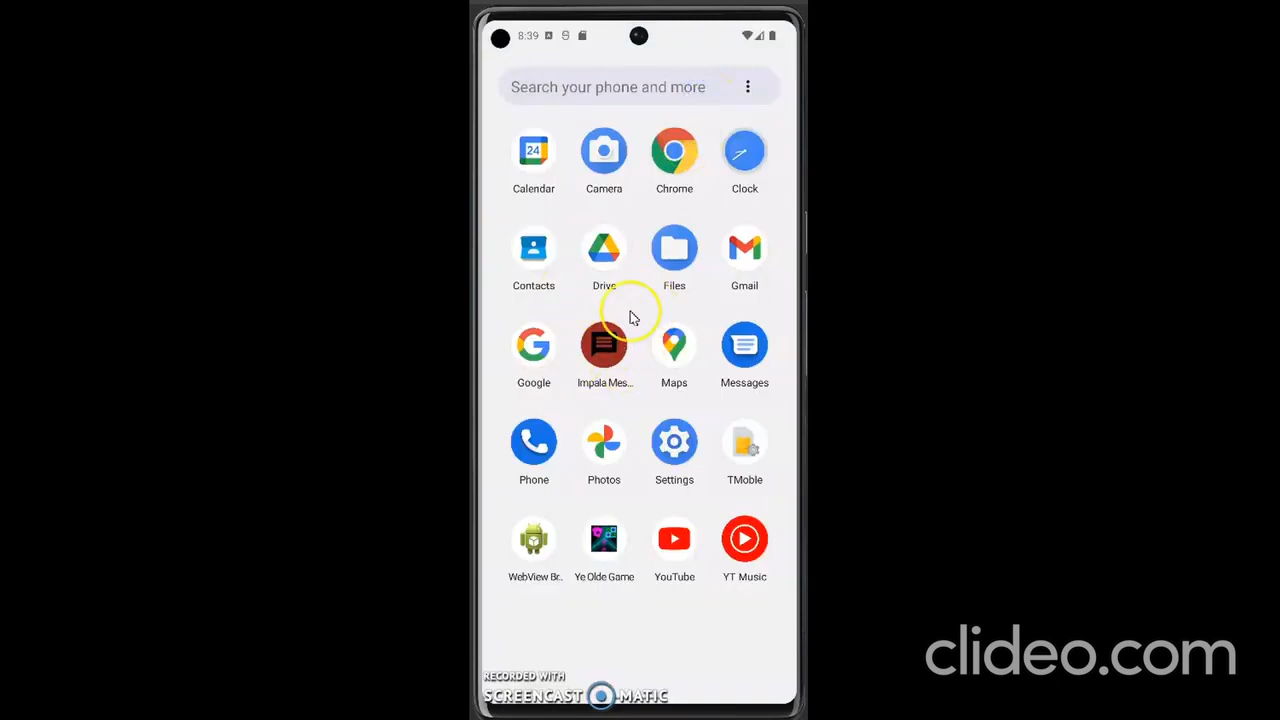 8:39
Search your phone and more
24
Calendar Camera Chrome Clock
Contacts Drive Files Gmail
Google Impala Mes... Maps Messages
Phone Photos Settings TMoble
WebView Br.. Ye Olde Game YouTube YT Music
RECORDED WITH
SCREENCAST MATIC
clideo.com